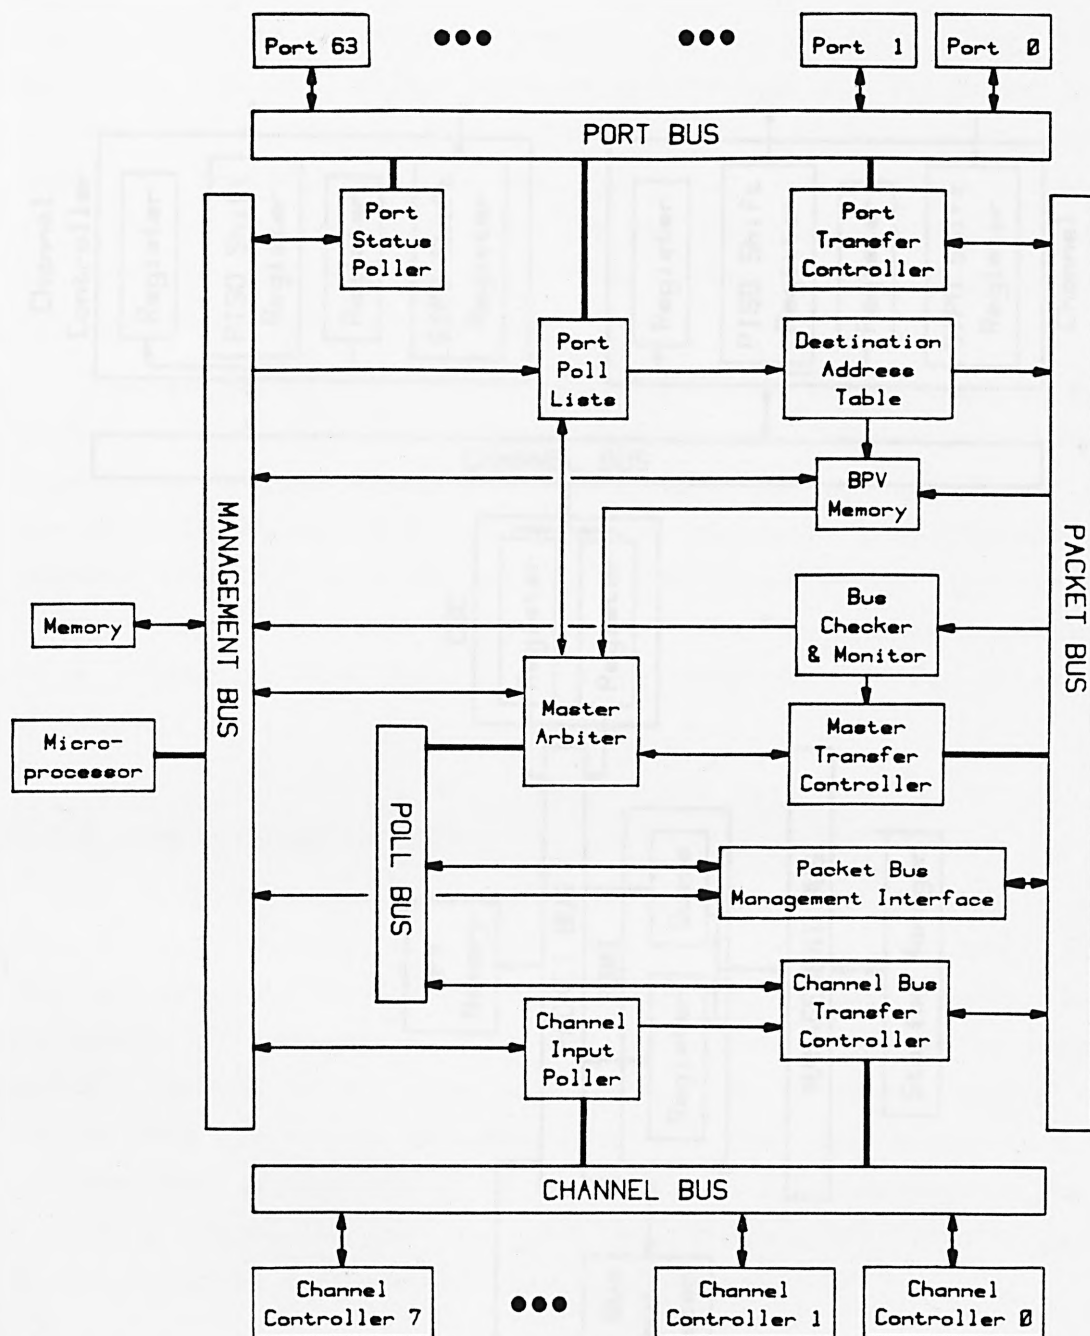 Port 63
Port 1
Port 0
PORT BUS
Port
Status
Poller
Port
Transfer
Controller
Port
Poll
Lists
Destination
Address
Table
BPV
Memory
MANAGEMENT BUS
PACKET BUS
Memory
Bus
Checker
& Monitor
Micro-
processor
Master
Arbiter
Master
Transfer
Controller
POLL BUS
Packet Bus
Management Interface
Channel Bus
Transfer
Controller
Channel
Input
Poller
CHANNEL BUS
Channel
Controller 7
Channel
Controller 1
Channel
Controller 0